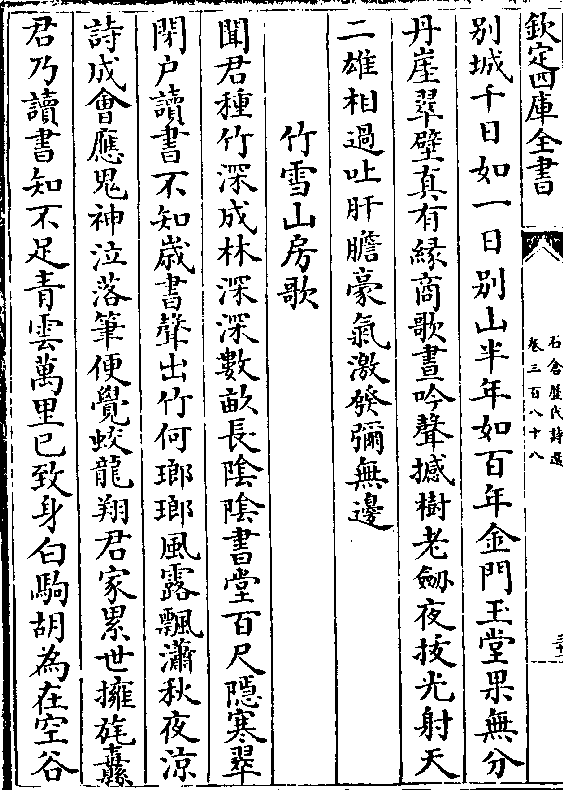 欽定四庫全書
石倉歷代詩選
卷三百八十八
别城千日如一日别山半年如百年金門玉堂果無分
丹崖翠壁真有縁商歌晝吟聲撼樹老劒夜拔光射天
二雄相過吐肝膽豪氣激發彌無邊
竹雪山房歌
聞君種竹深成林深深數畝長陰陰書堂百尺隱寒翠
閉户讀書不知歲書聲出竹何瑯瑯風露飄瀟秋夜涼
詩成㑹應鬼神泣落筆便覺蛟龍翔君家累世擁旄纛
君乃讀書知不足青雲萬里已致身白駒胡為在空谷